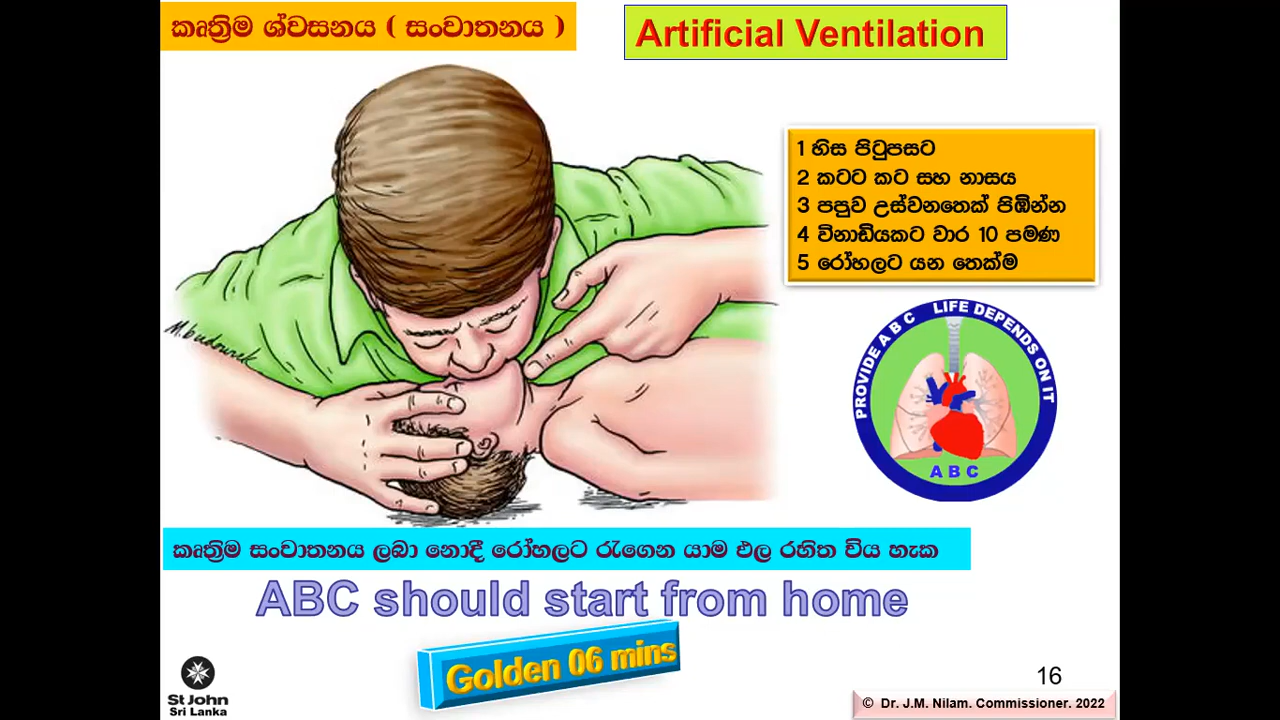 කෘත්‍රිම ශ්වසනය ( සංවාතනය )
Artificial Ventilation
1 හිස පිටුපසට
2 කටට කට සහ නාසය
3 පපුව උස්වනතෙක් පිඹින්න
4 විනාඩියකට වාර 10 පමණ
5 රෝහලට යන තෙක්ම
PROVIDE A B C LIFE DEPENDS ON IT
A B C
M.budowick
කෘත්‍රිම සංවාතනය ලබා නොදී රෝහලට රැගෙන යාම ඵල රහිත විය හැක
ABC should start from home
Golden 06 mins
St John
Sri Lanka
16
© Dr. J.M. Nilam. Commissioner. 2022